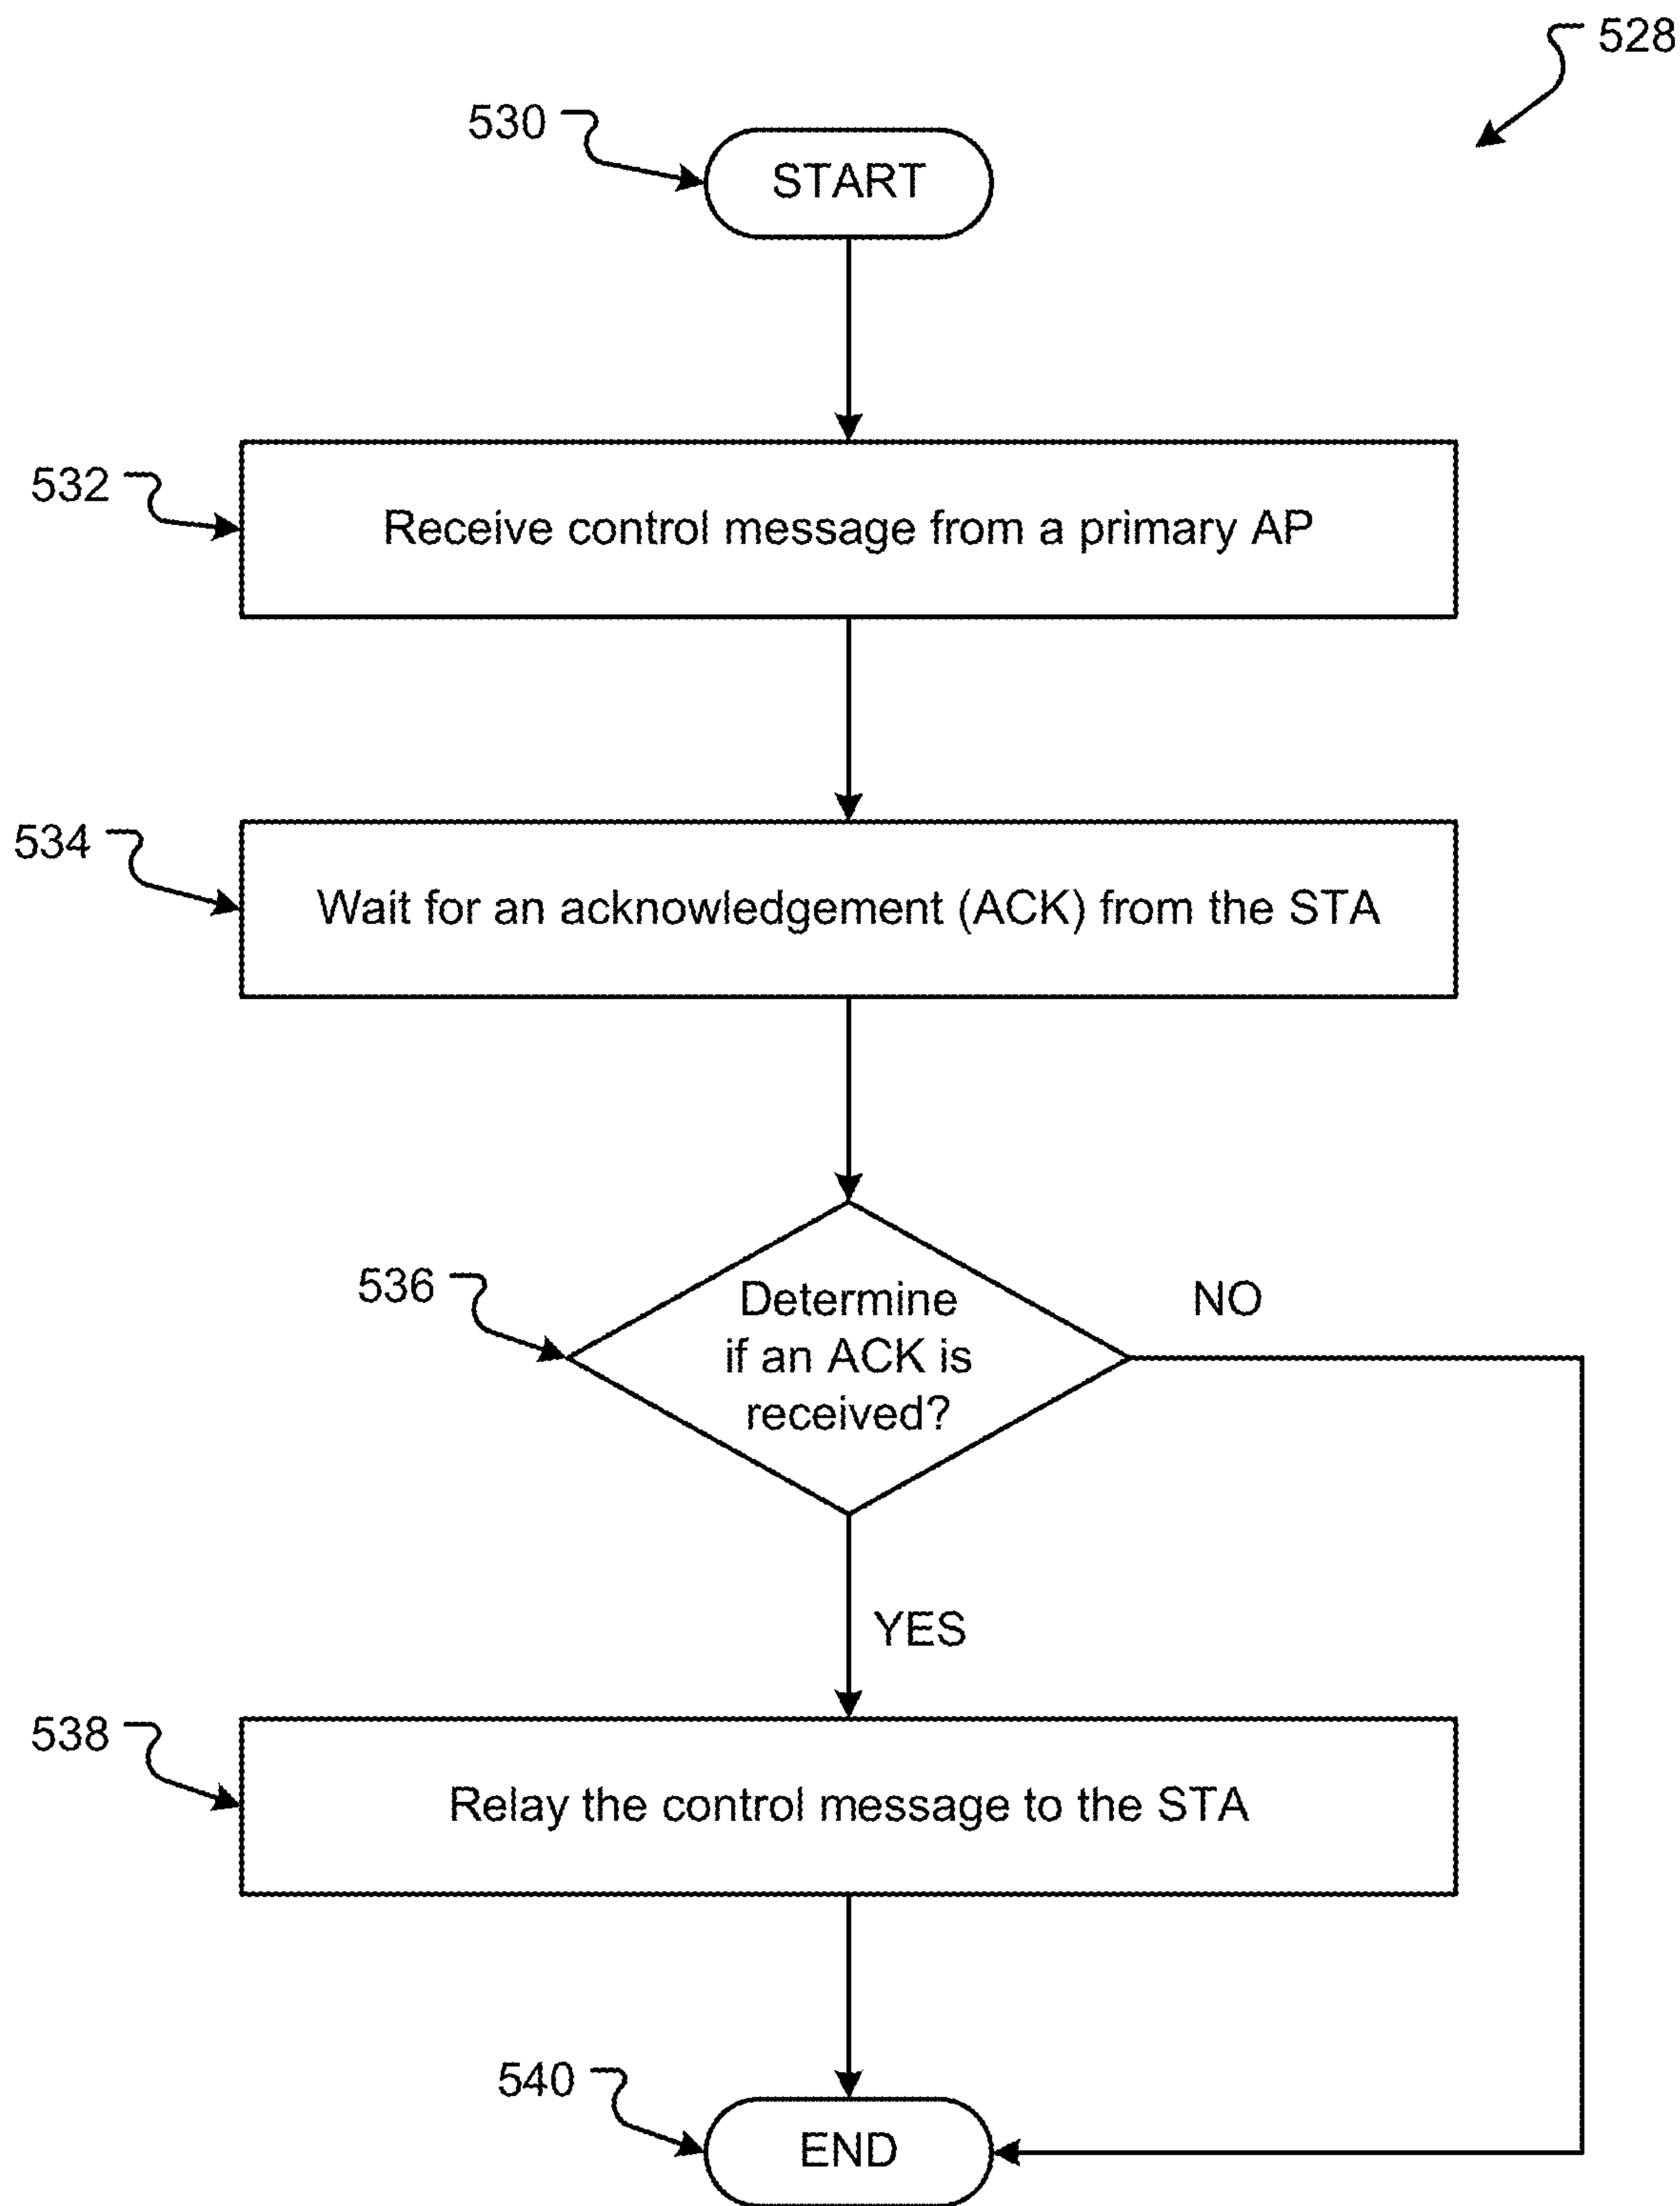 528
530
START
532
Receive control message from a primary AP
534
Wait for an acknowledgement (ACK) from the STA
536
Determine
if an ACK is
received?
NO
YES
538
Relay the control message to the STA
540
END